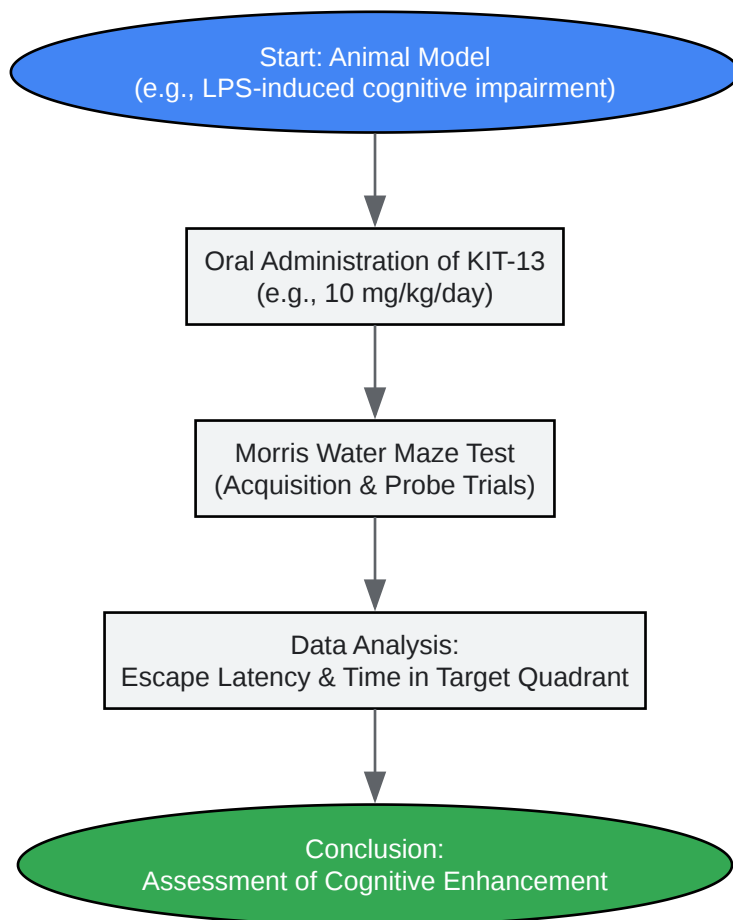 Start: Animal Model
(e.g., LPS-induced cognitive impairment)
Oral Administration of KIT-13
(e.g., 10 mg/kg/day)
Morris Water Maze Test
(Acquisition & Probe Trials)
Data Analysis:
Escape Latency & Time in Target Quadrant
Conclusion:
Assessment of Cognitive Enhancement